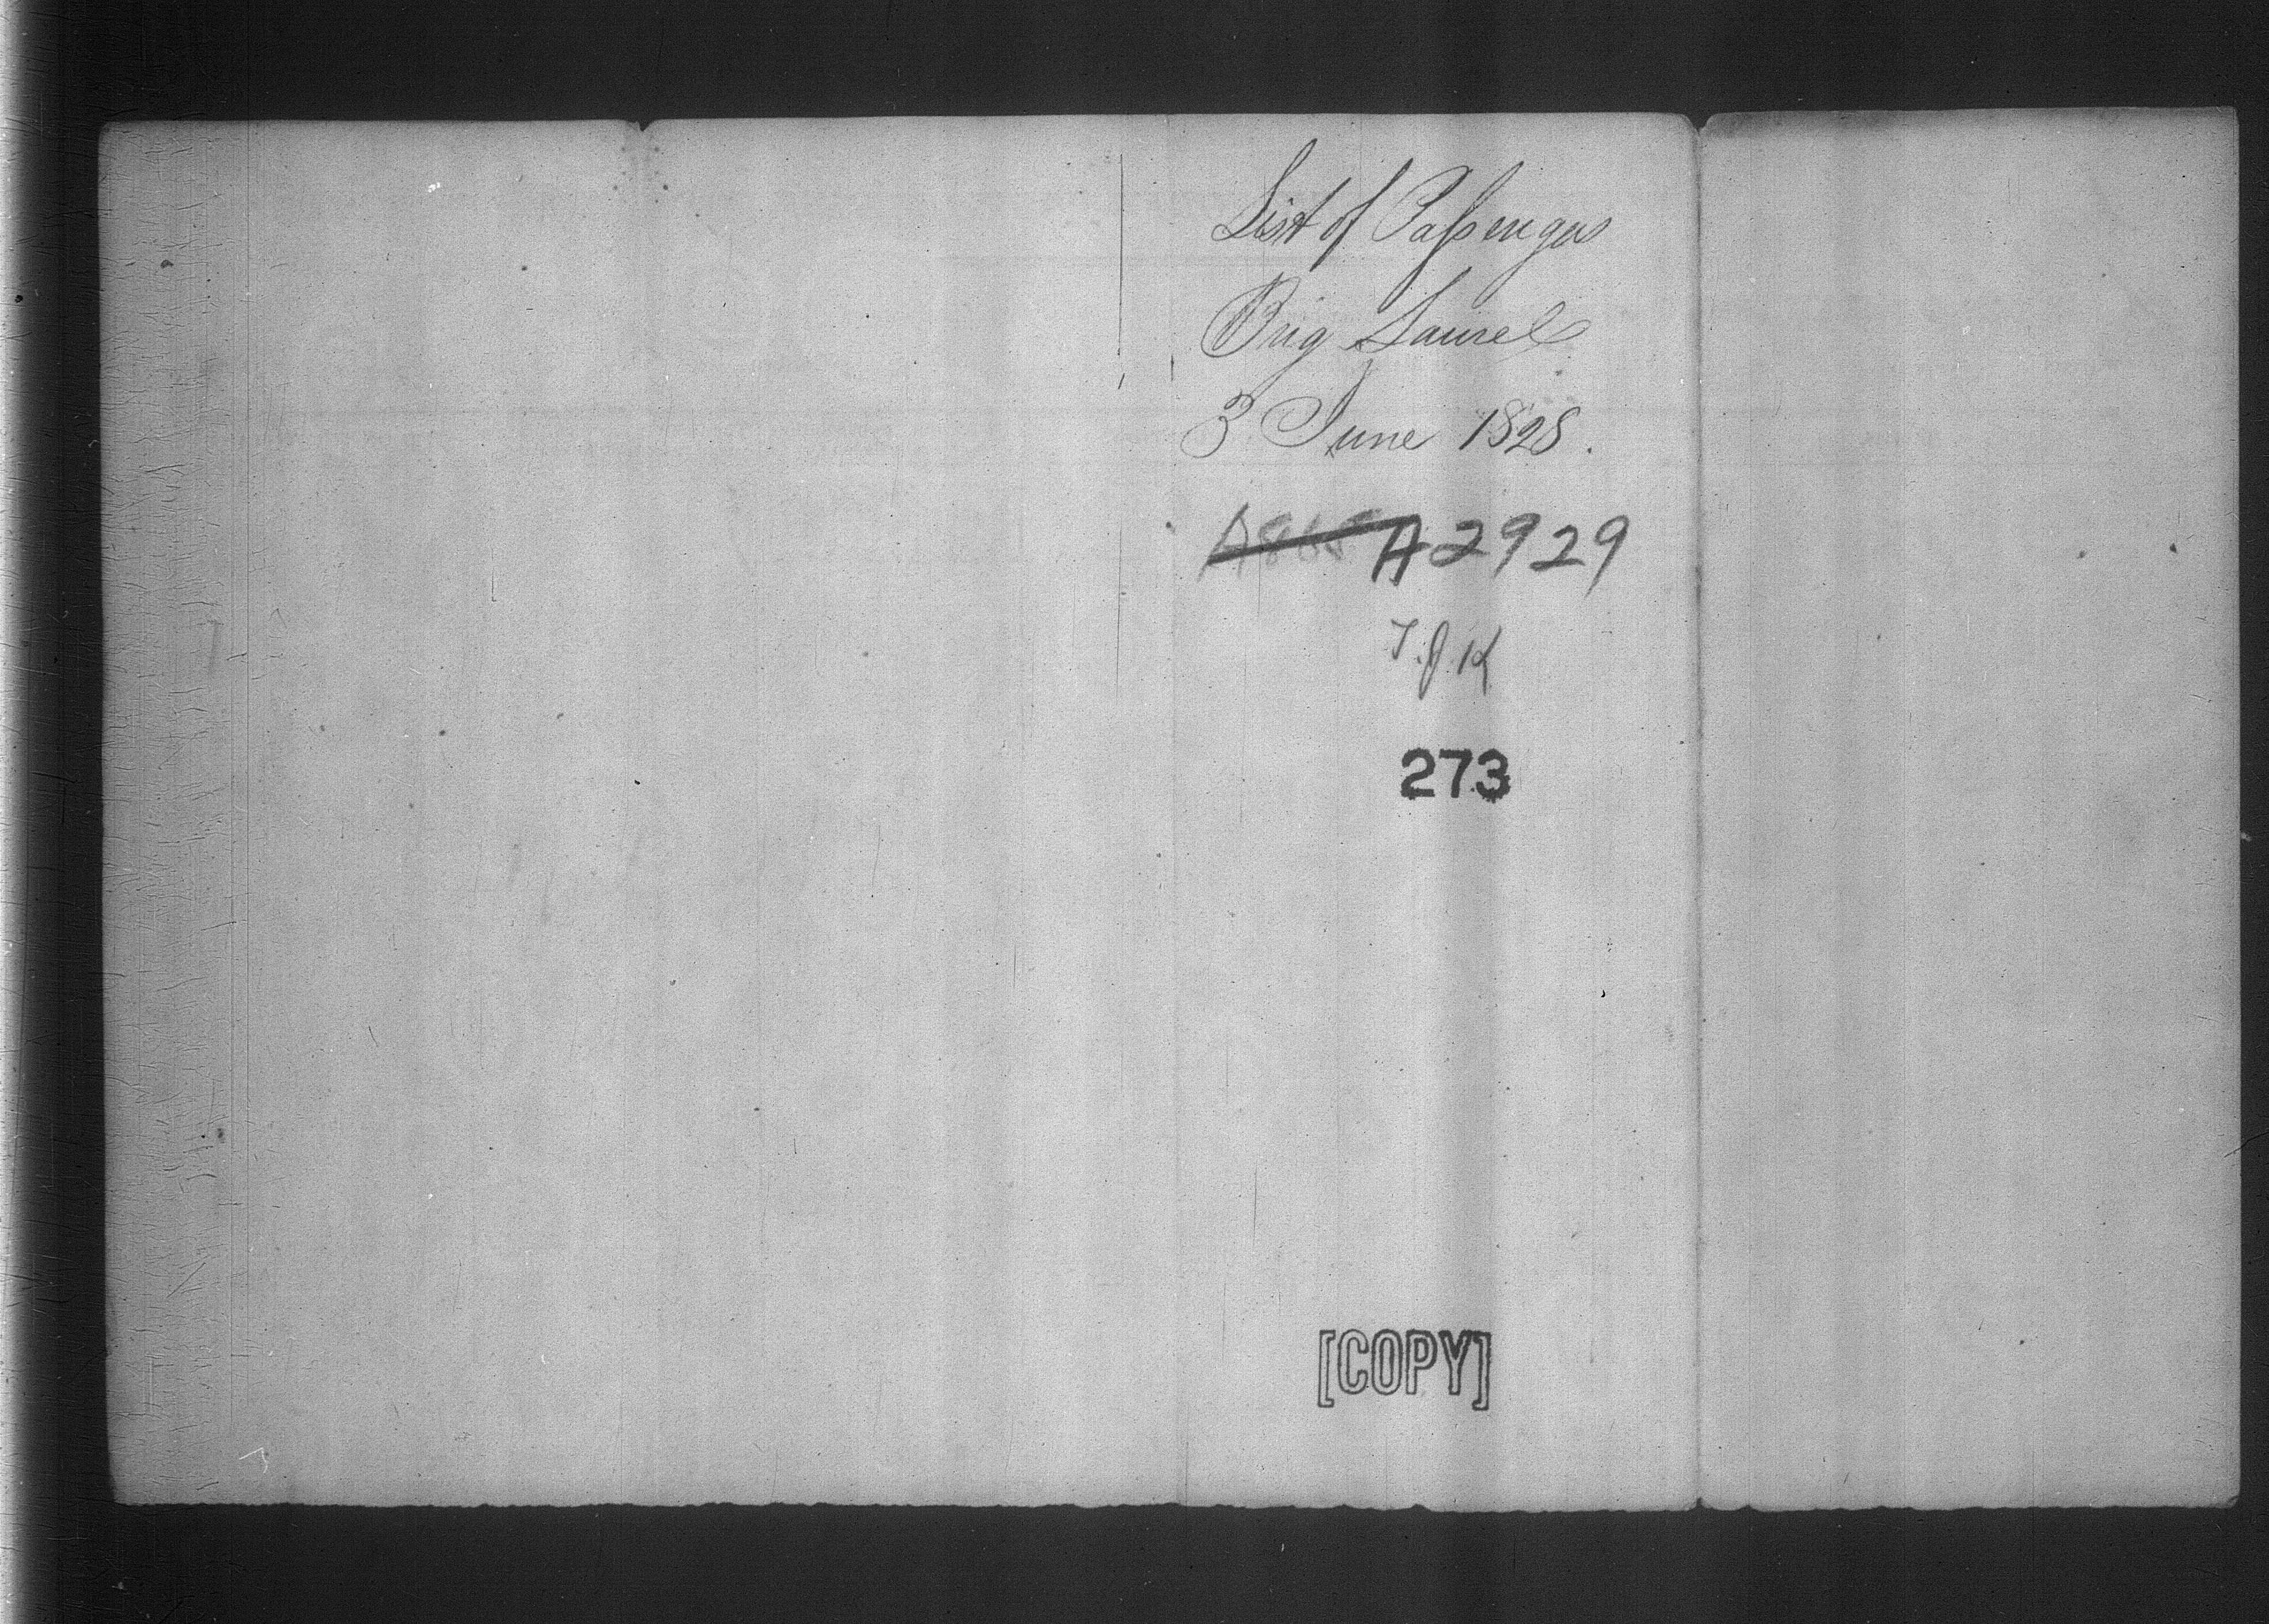 List of Passengers
Brig Laurel
3 June 1828.
A2929
T.J.K
273
[COPY]